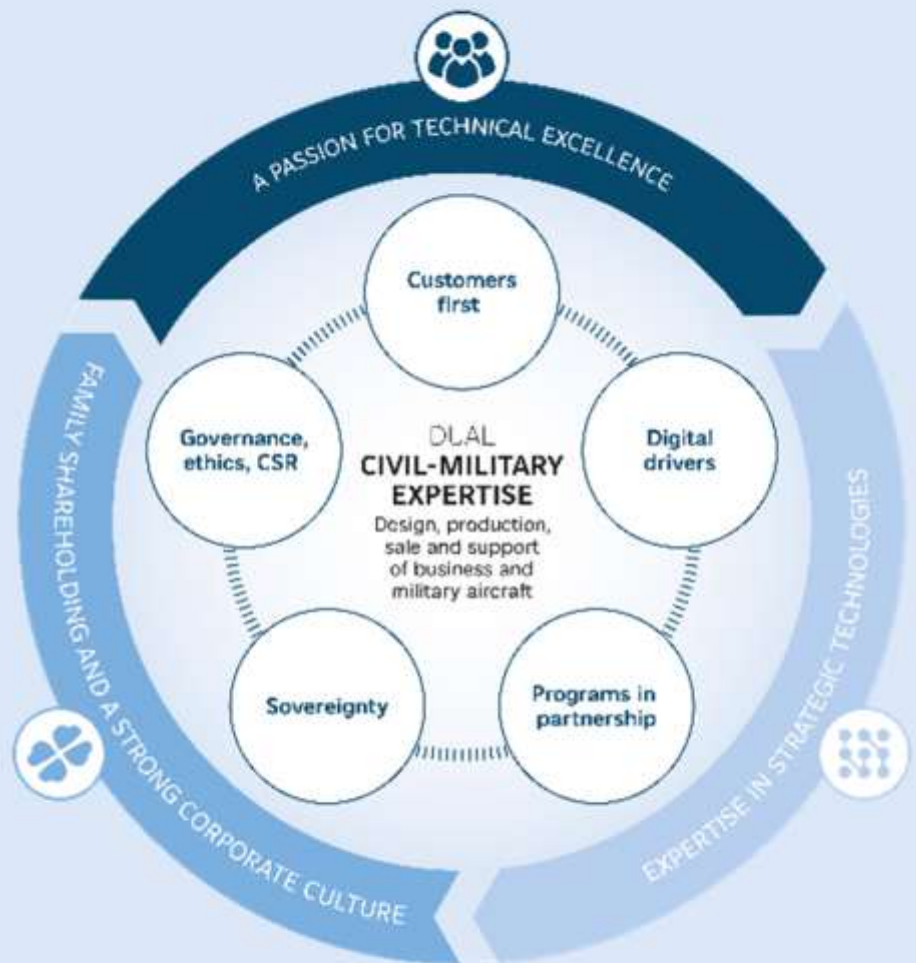 A PASSION FOR TECHNICAL EXCELLENCE
Customers
first
Governance,
ethics, CSR
Digital
drivers
DUAL
CIVIL-MILITARY
EXPERTISE
Design, production,
sale and support
of business and
military aircraft
Sovereignty
Programs in
partnership
FAMILY SHAREHOLDING AND A STRONG CORPORATE CULTURE
EXPERTISE IN STRATEGIC TECHNOLOGIES